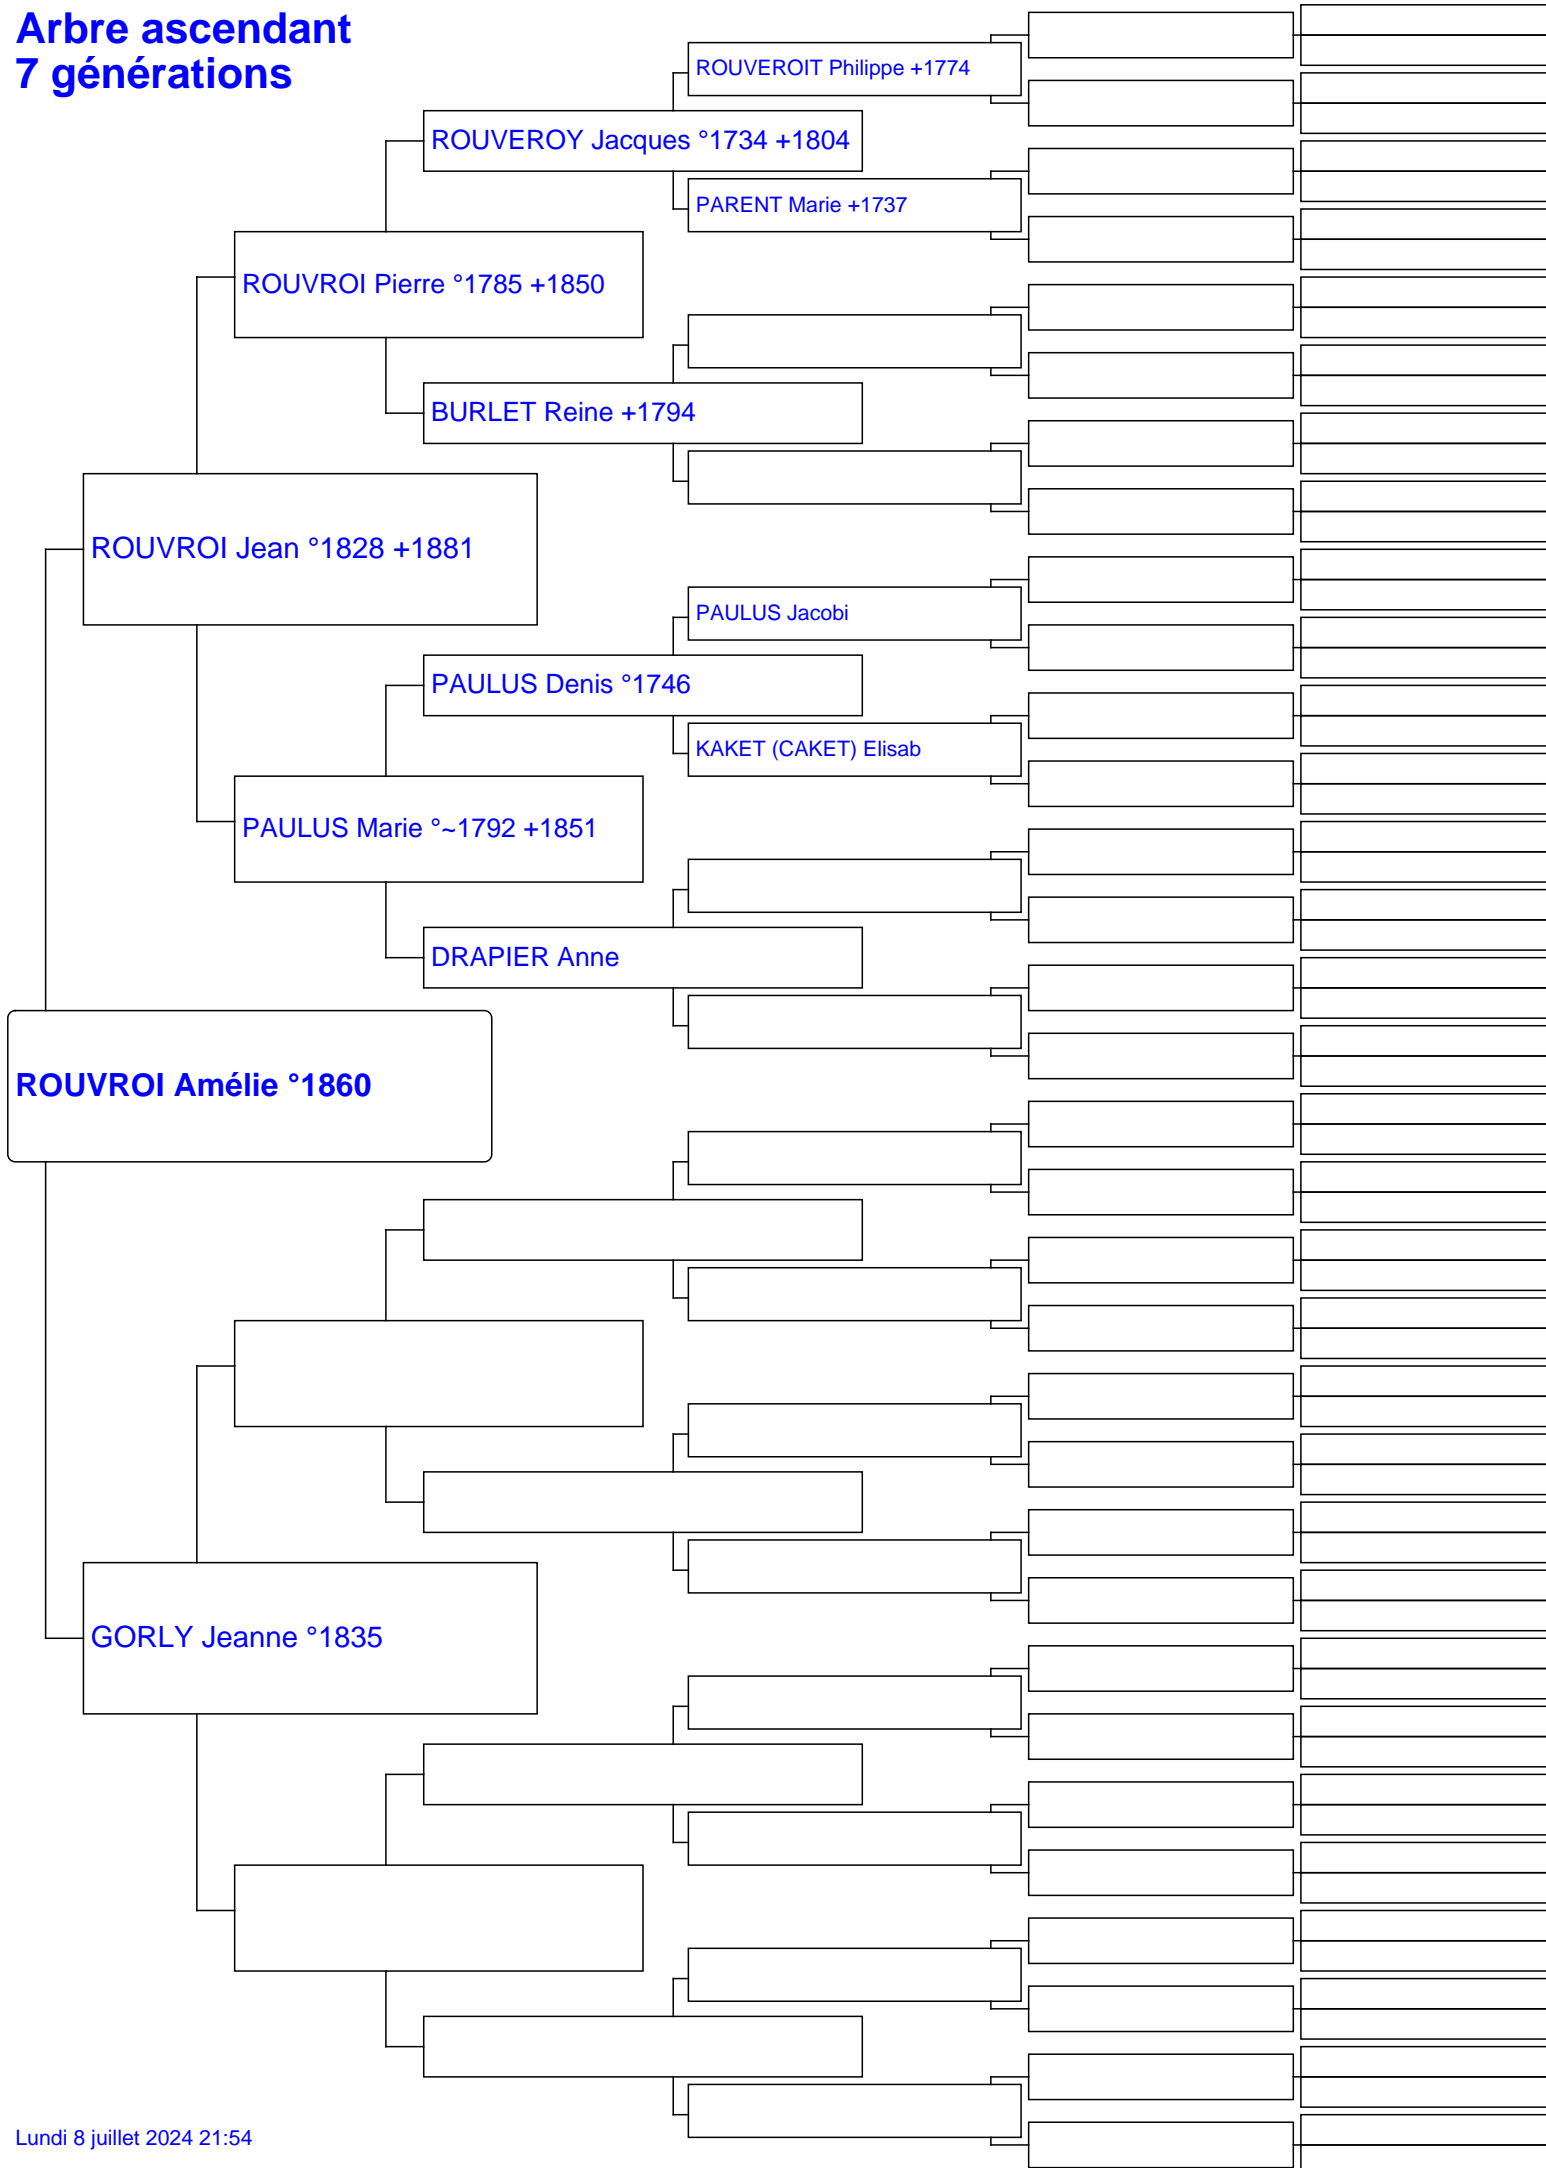 Arbre ascendant
7 générations
ROUVEROIT Philippe +1774
ROUVEROY Jacques °1734 +1804
PARENT Marie +1737
ROUVROI Pierre °1785 +1850
BURLET Reine +1794
ROUVROI Jean °1828 +1881
PAULUS Jacobi
PAULUS Denis °1746
KAKET (CAKET) Elisab
PAULUS Marie °~1792 +1851
DRAPIER Anne
ROUVROI Amélie °1860
GORLY Jeanne °1835
Lundi 8 juillet 2024 21:54